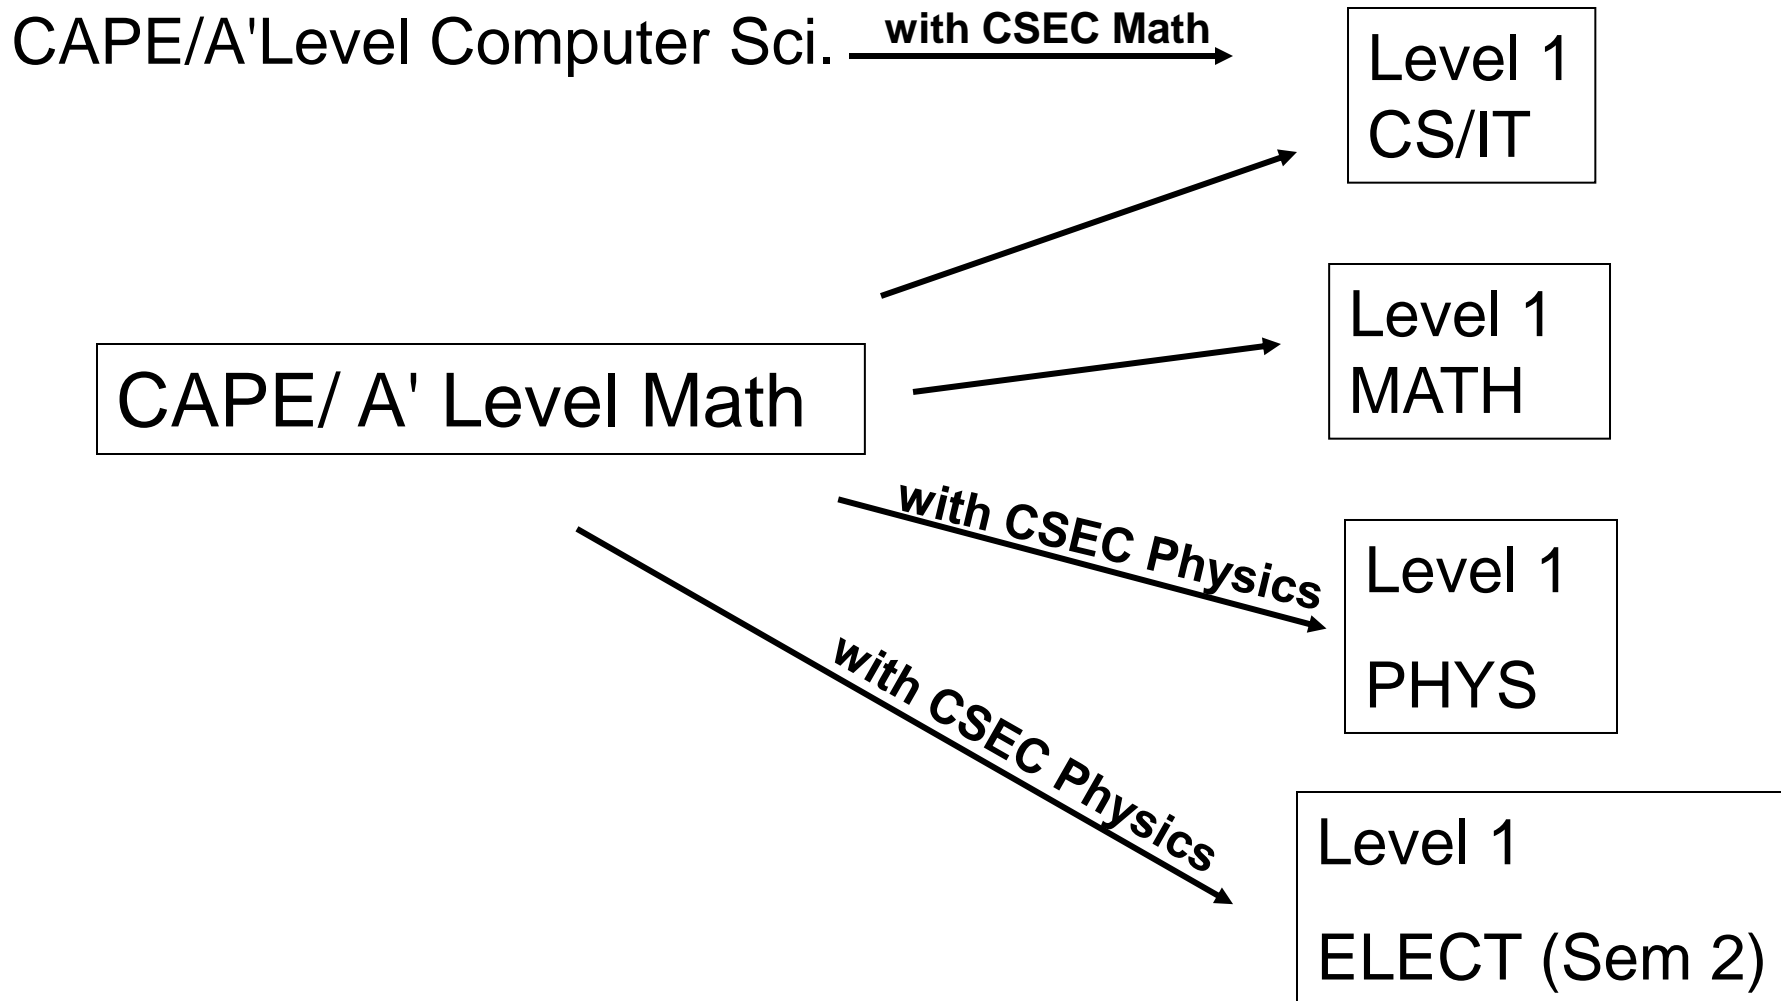 CAPE/A'Level Computer Sci.
with CSEC Math
Level 1
CS/IT
CAPE/ A' Level Math
Level 1
MATH
with CSEC Physics
Level 1
PHYS
with CSEC Physics
Level 1
ELECT (Sem 2)